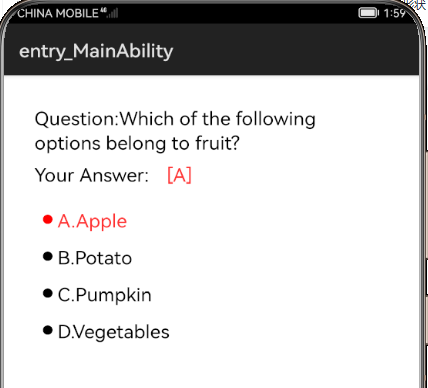 CHINA MOBILE 4G 1:59
entry_MainAbility
Question:Which of the following
options belong to fruit?
Your Answer: [A]
A.Apple
B.Potato
C.Pumpkin
D.Vegetables